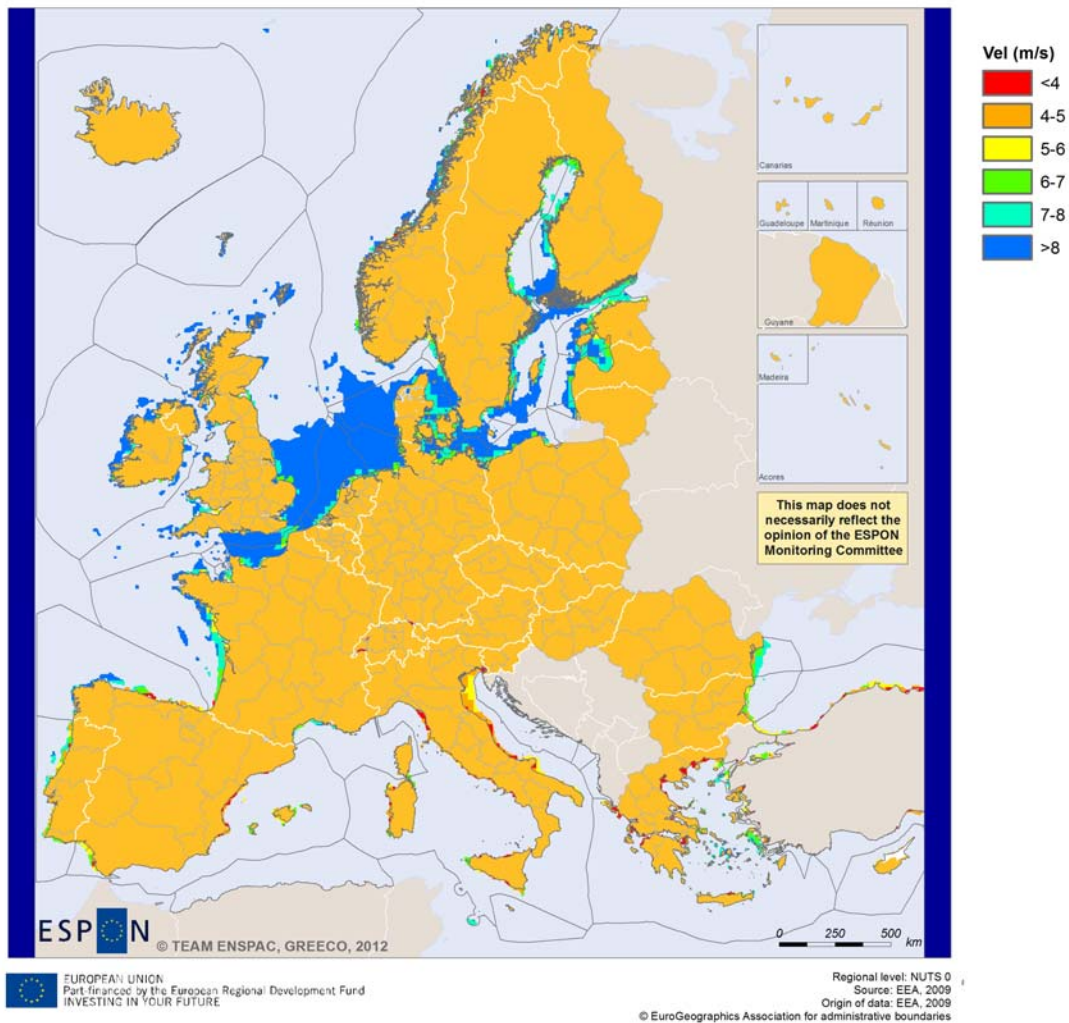 Vel (m/s)
<4
4-5
5-6
6-7
7-8
>8
Canarias
Guadeloupe
Martinique
Réunion
Guyane
Madeira
Acores
This map does not
necessarily reflect the
opinion of the ESPON
Monitoring Committee
ESPON
© TEAM ENSPAC, GREECO, 2012
0 250 500
km
EUROPEAN UNION
Part-financed by the European Regional Development Fund
INVESTING IN YOUR FUTURE
Regional level: NUTS 0
Source: EEA, 2009
Origin of data: EEA, 2009
© EuroGeographics Association for administrative boundaries